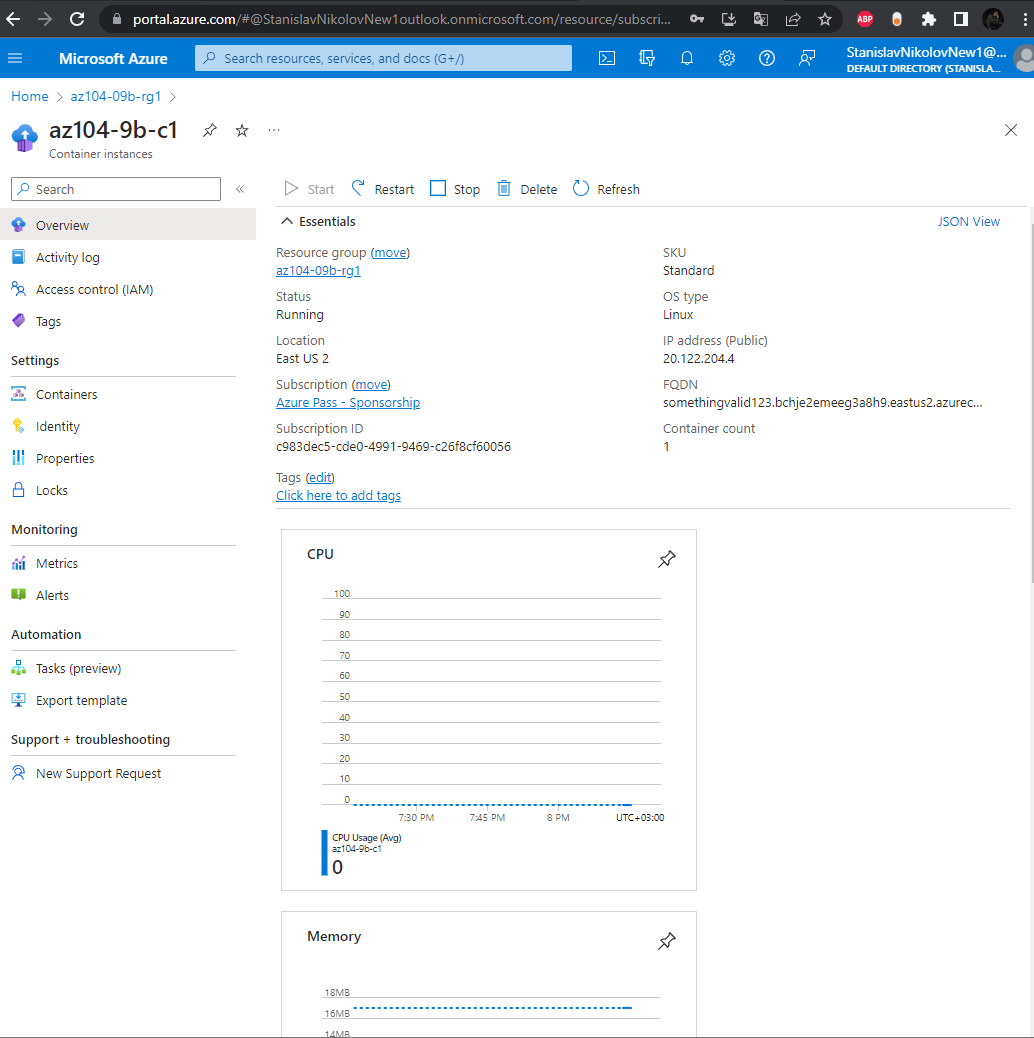 portal.azure.com/#@StanislavNikolovNew1outlook.onmicrosoft.com/resource/subscri...
ABP
Microsoft Azure
Search resources, services, and docs (G+/)
StanislavNikolovNew1@...
DEFAULT DIRECTORY (STANISLA...
Home > az104-09b-rg1 >
az104-9b-c1
...
Container instances
Search
«
Start
Restart
Stop
Delete
Refresh
Overview
Activity log
Access control (IAM)
Tags
Settings
Containers
Identity
Properties
Locks
Monitoring
Metrics
Alerts
Automation
Tasks (preview)
Export template
Support + troubleshooting
New Support Request
Essentials
JSON View
Resource group (move)
az104-09b-rg1
Status
Running
Location
East US 2
Subscription (move)
Azure Pass - Sponsorship
Subscription ID
c983dec5-cde0-4991-9469-c26f8cf60056
SKU
Standard
OS type
Linux
IP address (Public)
20.122.204.4
FQDN
somethingvalid123.bchje2emeeg3a8h9.eastus2.azurec...
Container count
1
Tags (edit)
Click here to add tags
CPU
100
90
80
70
60
50
40
30
20
10
0
7:30 PM
7:45 PM
8 PM
UTC+03:00
CPU Usage (Avg)
az104-9b-c1
0
Memory
18MB
16MB
14MB